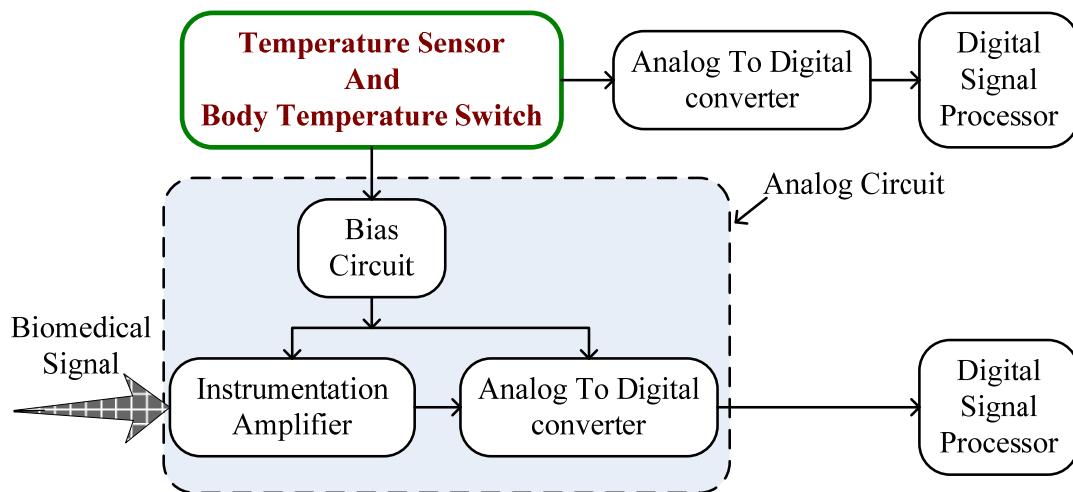 Temperature Sensor
And
Body Temperature Switch
Analog To Digital
converter
Digital
Signal
Processor
Analog Circuit
Bias
Circuit
Biomedical
Signal
Instrumentation
Amplifier
Analog To Digital
converter
Digital
Signal
Processor